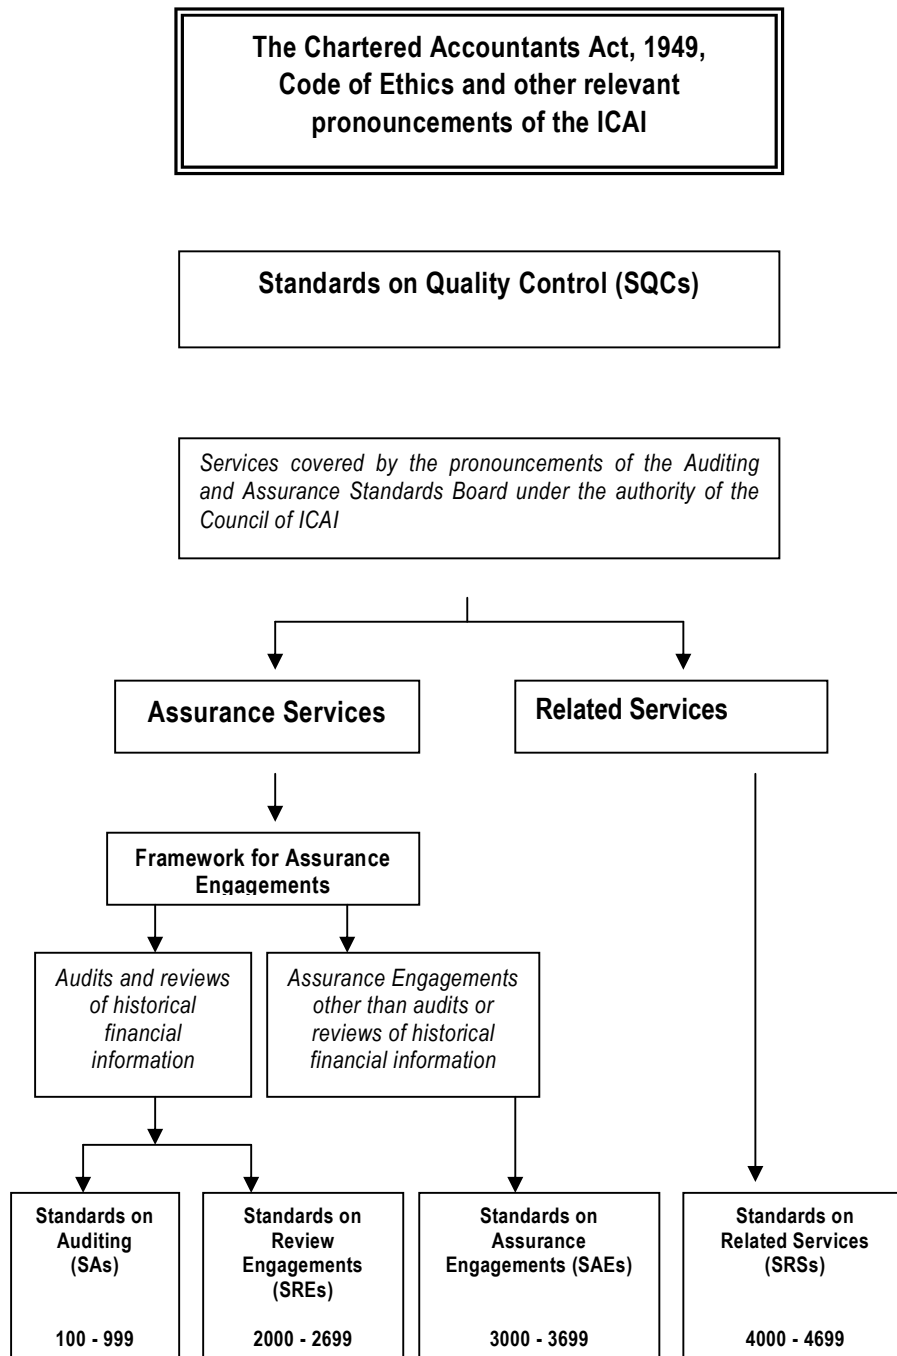 The Chartered Accountants Act, 1949,
Code of Ethics and other relevant
pronouncements of the ICAI
Standards on Quality Control (SQCs)
Services covered by the pronouncements of the Auditing
and Assurance Standards Board under the authority of the
Council of ICAI
Assurance Services
Related Services
Framework for Assurance
Engagements
Audits and reviews
of historical
financial
information
Assurance Engagements
other than audits or
reviews of historical
financial information
Standards on
Auditing
(SAs)
100 - 999
Standards on
Review
Engagements
(SREs)
2000 - 2699
Standards on
Assurance
Engagements (SAEs)
3000 - 3699
Standards on
Related Services
(SRSs)
4000 - 4699